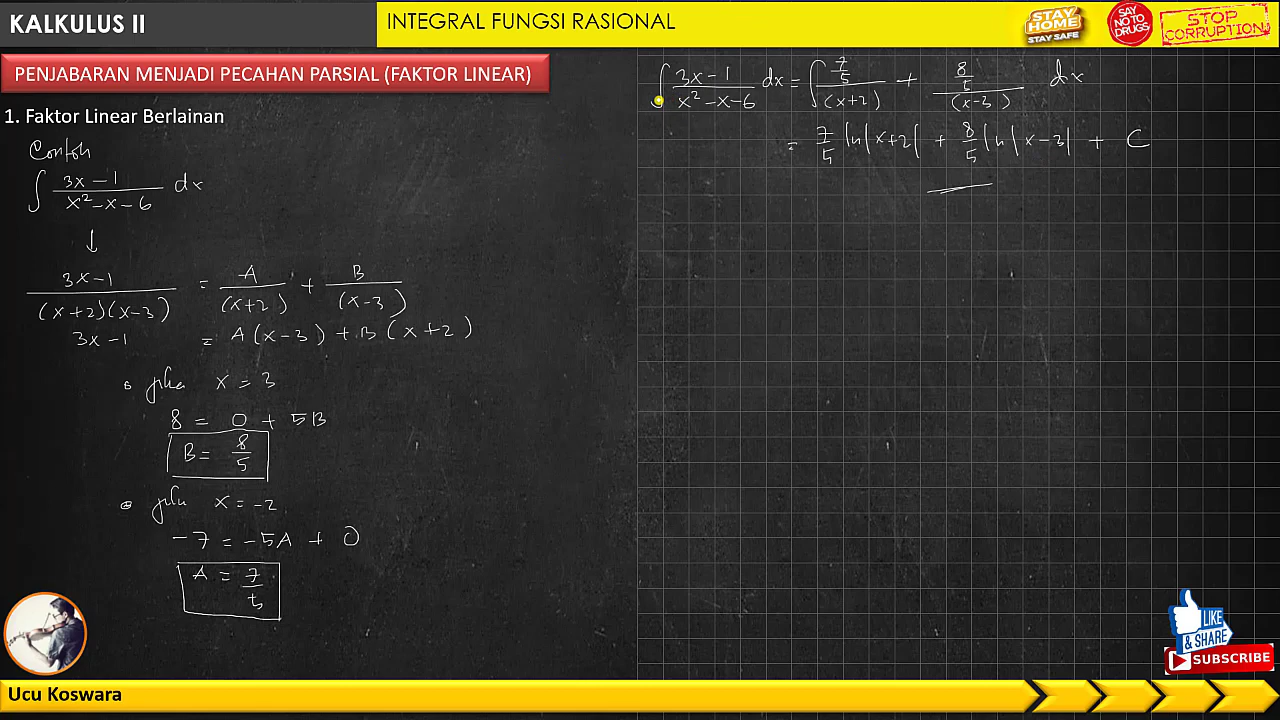 KALKULUS II
INTEGRAL FUNGSI RASIONAL
STAY HOME
STAY SAFE
SAY NO TO DRUGS
STOP CORRUPTION!
PENJABARAN MENJADI PECAHAN PARSIAL (FAKTOR LINEAR)
1. Faktor Linear Berlainan
Contoh
∫ (3x-1)/(x²-x-6) dx
↓
(3x-1)/((x+2)(x-3)) = A/(x+2) + B/(x-3)
3x-1 = A(x-3) + B(x+2)
jika x = 3
8 = 0 + 5B
B = 8/5
jika x = -2
-7 = -5A + 0
A = 7/5
∫ (3x-1)/(x²-x-6) dx = ∫ (7/5)/(x+2) + (8/5)/(x-3) dx
= 7/5 ln|x+2| + 8/5 ln|x-3| + C
LIKE
& SHARE
SUBSCRIBE
Ucu Koswara